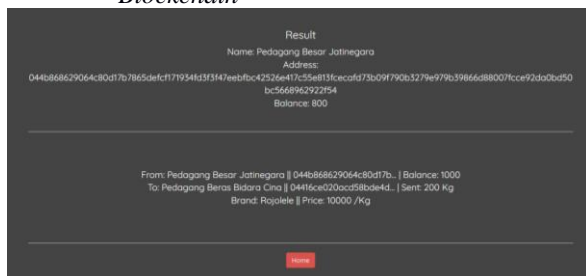 Blockchain
Result
Name: Pedagang Besar Jatinegara
Address:
044b868629064c80d17b7865defcf171934fd3f3f47eebfbc42526e417c55e813fcecafd73b09f790b3279e979b39866d88007fcce92da0bd50
bc5668962922f54
Balance: 800
From: Pedagang Besar Jatinegara || 044b868629064c80d17b.. | Balance: 1000
To: Pedagang Beras Bidara Cina || 04416ce020acd58bde4d... | Sent: 200 Kg
Brand: Rojolele || Price: 10000 /Kg
Home